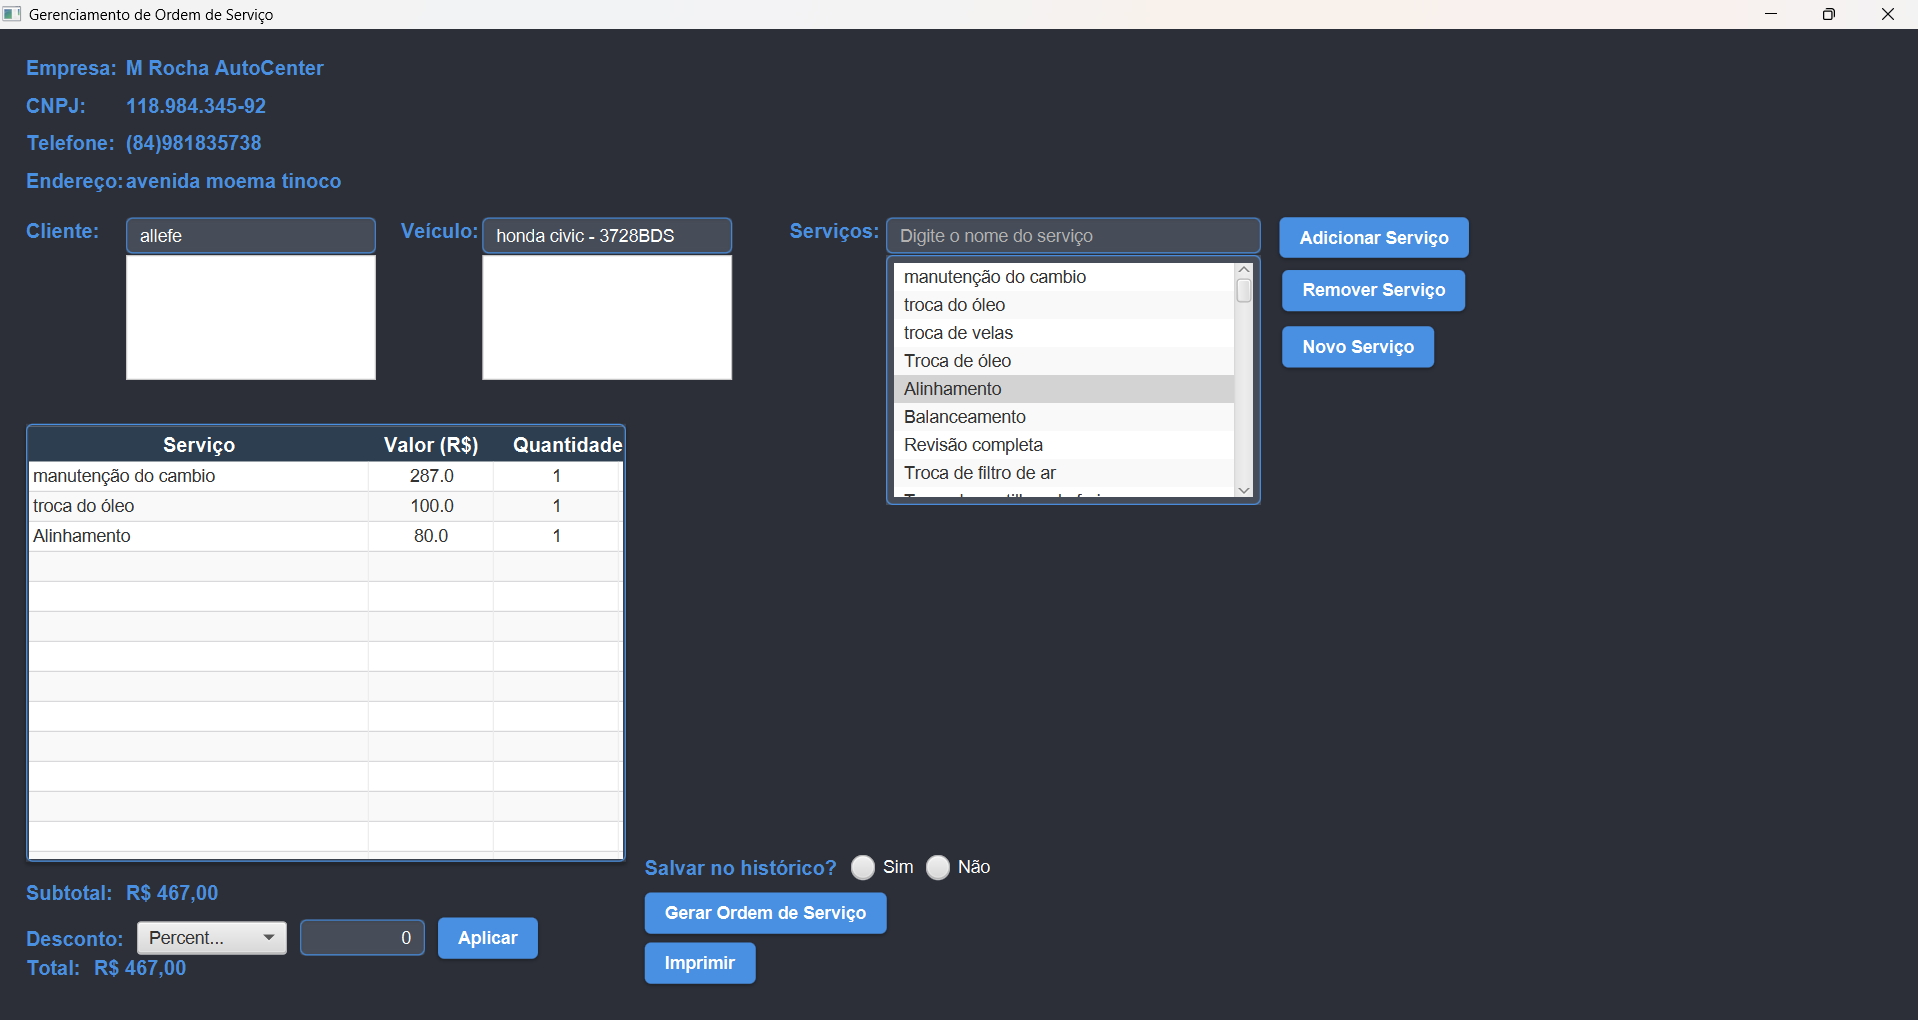 Gerenciamento de Ordem de Serviço
Empresa: M Rocha AutoCenter
CNPJ: 118.984.345-92
Telefone: (84)981835738
Endereço: avenida moema tinoco
Cliente: allefe Veículo: honda civic - 3728BDS Serviços: Digite o nome do serviço Adicionar Serviço
Remover Serviço
Novo Serviço
manutenção do cambio
troca do óleo
troca de velas
Troca de óleo
Alinhamento
Balanceamento
Revisão completa
Troca de filtro de ar
Serviço Valor (R$) Quantidade
manutenção do cambio 287.0 1
troca do óleo 100.0 1
Alinhamento 80.0 1
Subtotal: R$ 467,00
Desconto: Percent... 0 Aplicar
Total: R$ 467,00
Salvar no histórico? Sim Não
Gerar Ordem de Serviço
Imprimir